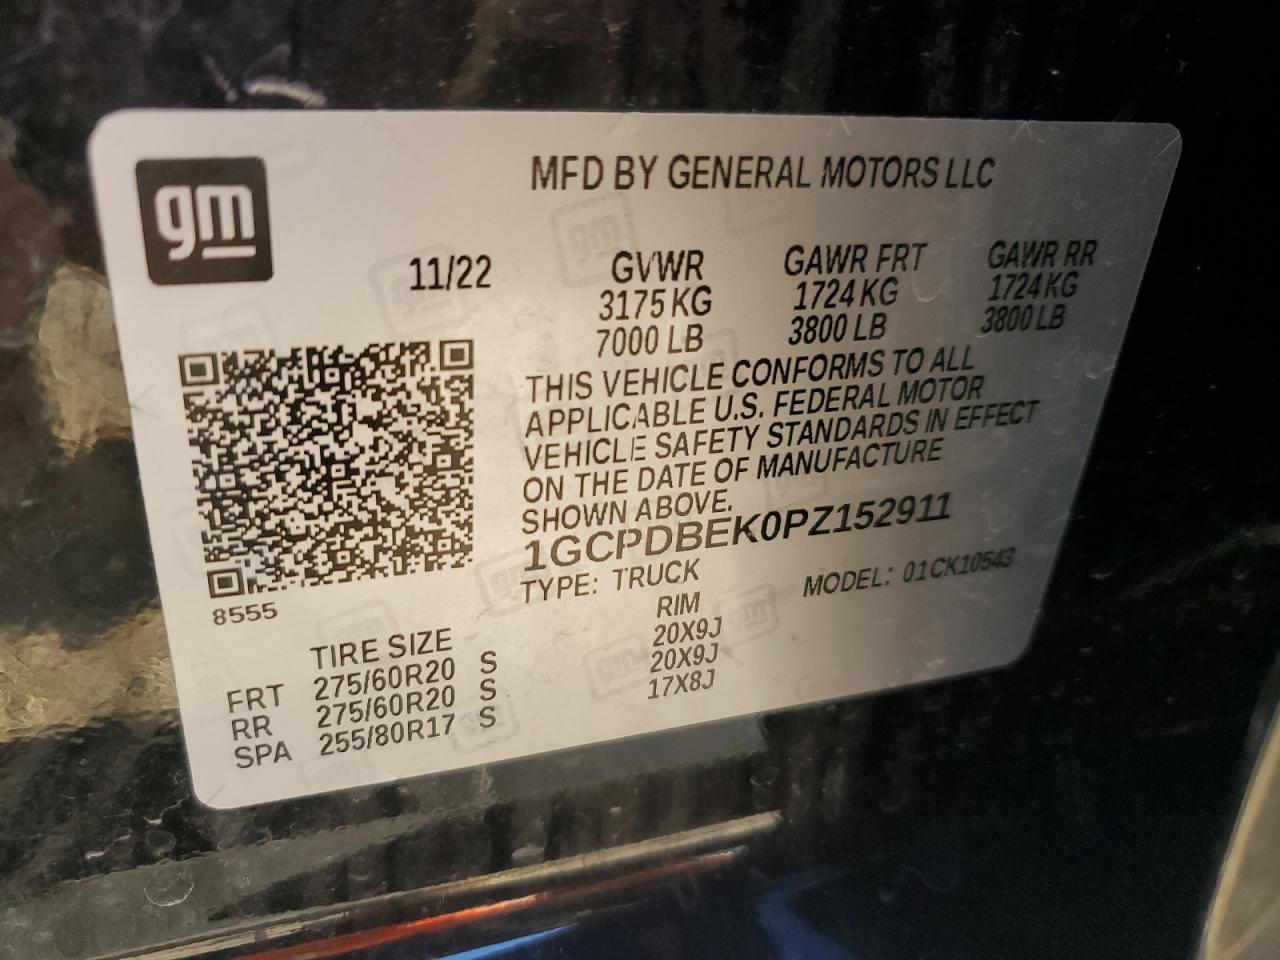 gm
MFD BY GENERAL MOTORS LLC
11/22
GVWR GAWR FRT GAWR RR
3175 KG 1724 KG 1724 KG
7000 LB 3800 LB 3800 LB
THIS VEHICLE CONFORMS TO ALL
APPLICABLE U.S. FEDERAL MOTOR
VEHICLE SAFETY STANDARDS IN EFFECT
ON THE DATE OF MANUFACTURE
SHOWN ABOVE.
1GCPDBEK0PZ152911
TYPE: TRUCK MODEL: 01CK10543
8555
TIRE SIZE RIM
FRT 275/60R20 S 20X9J
RR 275/60R20 S 20X9J
SPA 255/80R17 S 17X8J